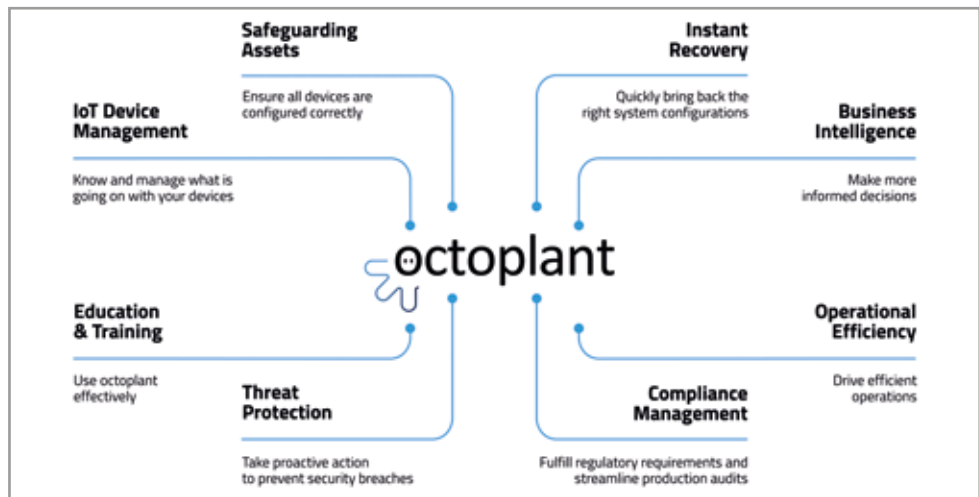 Safeguarding
Assets
Ensure all devices are
configured correctly
Instant
Recovery
Quickly bring back the
right system configurations
IoT Device
Management
Know and manage what is
going on with your devices
Business
Intelligence
Make more
informed decisions
octoplant
Education
& Training
Use octoplant
effectively
Operational
Efficiency
Drive efficient
operations
Threat
Protection
Take proactive action
to prevent security breaches
Compliance
Management
Fulfill regulatory requirements and
streamline production audits